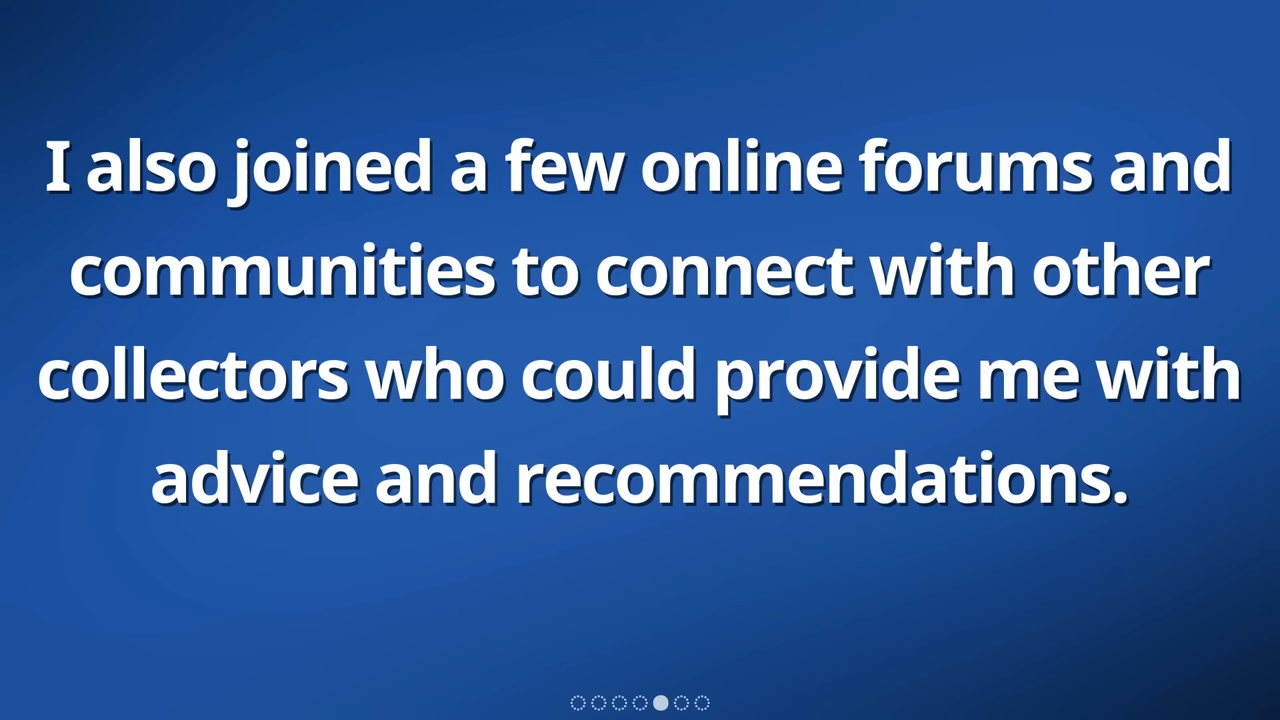 I also joined a few online forums and
communities to connect with other
collectors who could provide me with
advice and recommendations.